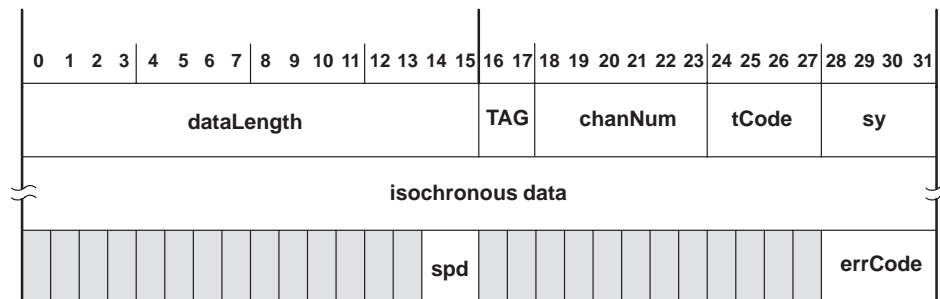 0 1 2 3 4 5 6 7 8 9 10 11 12 13 14 15 16 17 18 19 20 21 22 23 24 25 26 27 28 29 30 31
dataLength TAG chanNum tCode sy
isochronous data
spd errCode